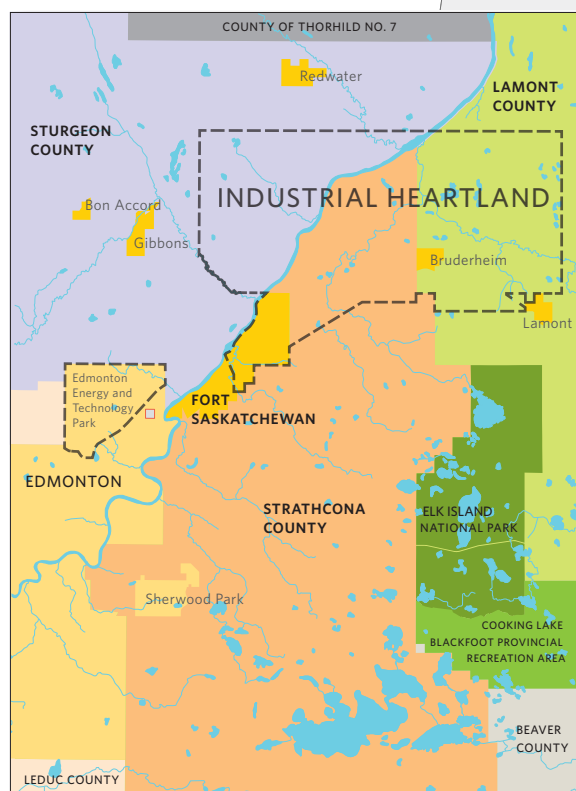 COUNTY OF THORHILD NO. 7
Redwater
LAMONT
COUNTY
STURGEON
COUNTY
INDUSTRIAL HEARTLAND
Bon Accord
Gibbons
Bruderheim
Lamont
Edmonton
Energy and
Technology
Park
FORT
SASKATCHEWAN
EDMONTON
STRATHCONA
COUNTY
ELK ISLAND
NATIONAL PARK
Sherwood Park
COOKING LAKE
BLACKFOOT PROVINCIAL
RECREATION AREA
BEAVER
COUNTY
LEDUC COUNTY